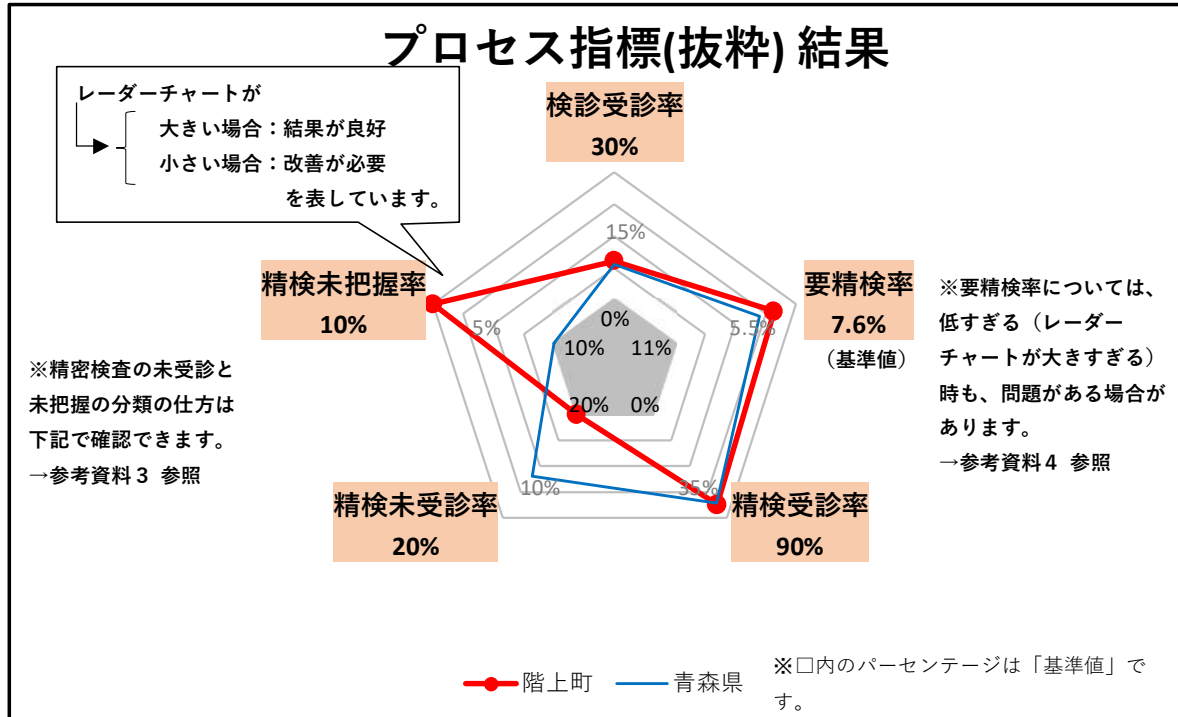 プロセス指標(抜粋) 結果
レーダーチャートが
大きい場合：結果が良好
小さい場合：改善が必要
を表しています。
検診受診率
30%
15%
精検未把握率
10%
要精検率
7.6%
（基準値）
5%
5.5%
0%
10%
11%
20%
0%
※要精検率については、
低すぎる（レーダー
チャートが大きすぎる）
時も、問題がある場合が
あります。
→参考資料４ 参照
※精密検査の未受診と
未把握の分類の仕方は
下記で確認できます。
→参考資料３ 参照
10%
35%
精検未受診率
20%
精検受診率
90%
階上町
青森県
※□内のパーセンテージは「基準値」で
す。